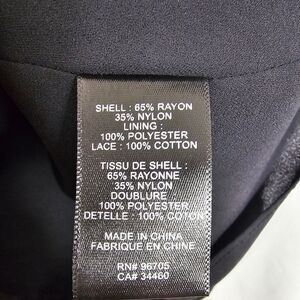 SHELL : 65% RAYON
35% NYLON
LINING :
100% POLYESTER
LACE : 100% COTTON
TISSU DE SHELL :
65% RAYONNE
35% NYLON
DOUBLURE
100% POLYESTER
DETELLE : 100% COTON
MADE IN CHINA
FABRIQUE EN CHINE
RN# 96705
CA# 34460